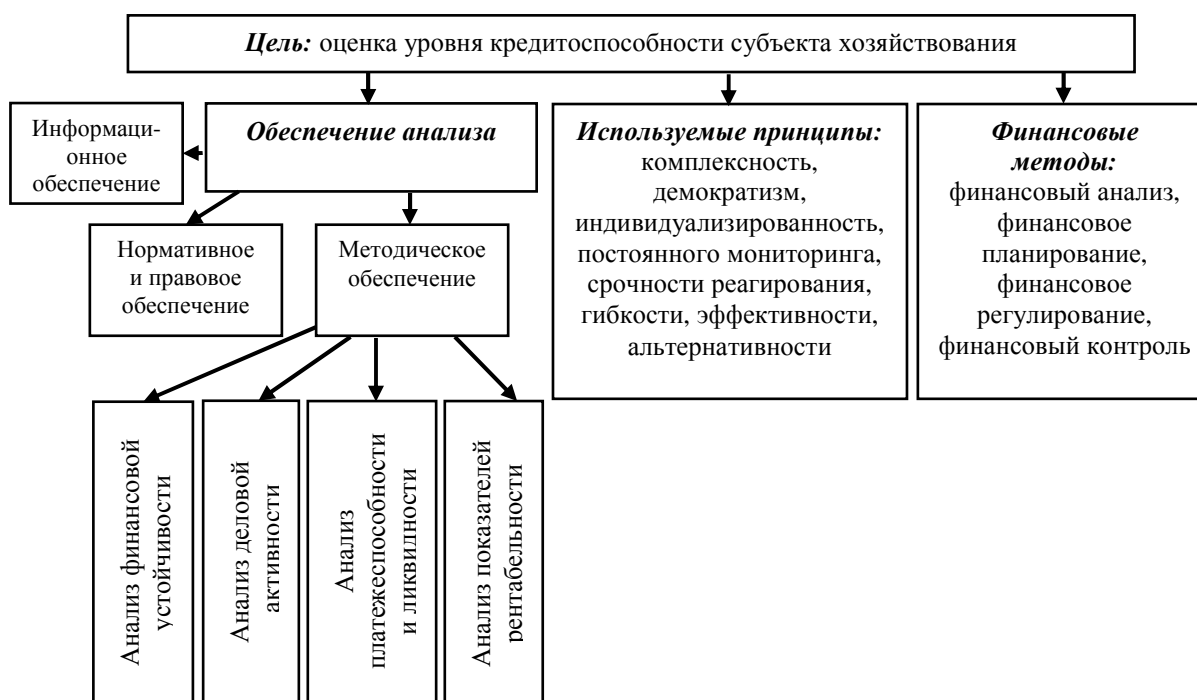 Цель: оценка уровня кредитоспособности субъекта хозяйствования
Информаци-
онное
обеспечение
Обеспечение анализа
Используемые принципы:
комплексность,
демократизм,
индивидуализированность,
постоянного мониторинга,
срочности реагирования,
гибкости, эффективности,
альтернативности
Финансовые
методы:
финансовый анализ,
финансовое
планирование,
финансовое
регулирование,
финансовый контроль
Нормативное
и правовое
обеспечение
Методическое
обеспечение
Анализ финансовой
устойчивости
Анализ деловой
активности
Анализ
платежеспособности
и ликвидности
Анализ показателей
рентабельности